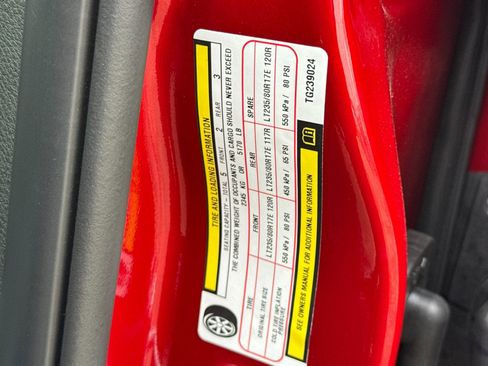 TIRE AND LOADING INFORMATION
SEATING CAPACITY - TOTAL 5 FRONT 2 REAR 3
THE COMBINED WEIGHT OF OCCUPANTS AND CARGO SHOULD NEVER EXCEED
2345 KG OR 5170 LB
TIRE FRONT REAR SPARE
ORIGINAL TIRE SIZE LT235/80R17E 120R LT235/80R17E 117R LT235/80R17E 120R
COLD TIRE INFLATION PRESSURE 550 kPa / 80 PSI 450 kPa / 65 PSI 550 kPa / 80 PSI
SEE OWNERS MANUAL FOR ADDITIONAL INFORMATION
TG239024